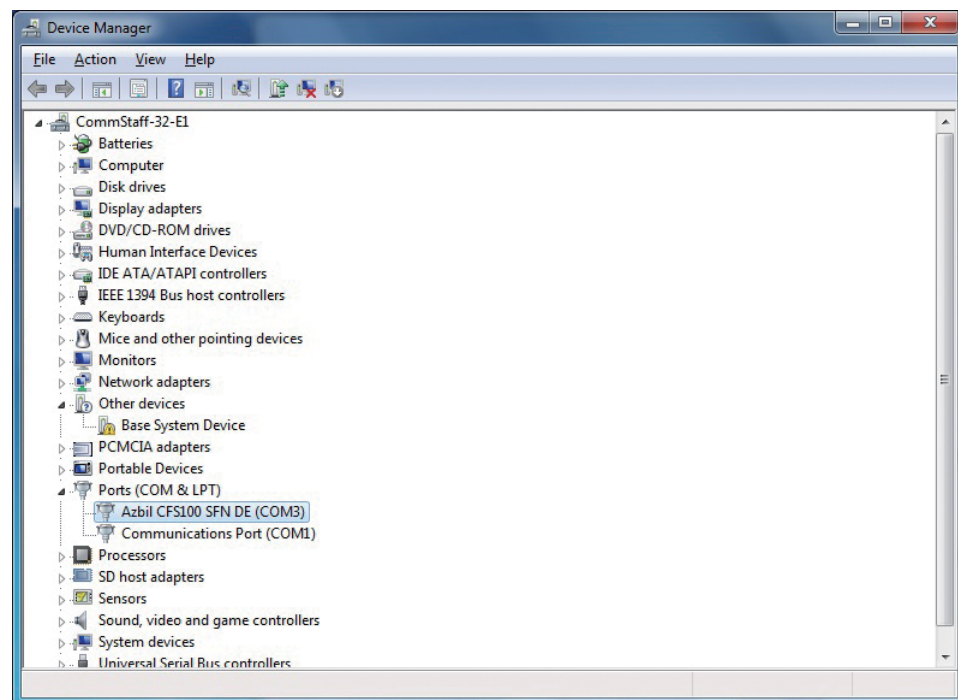 Device Manager
File Action View Help
CommStaff-32-E1
Batteries
Computer
Disk drives
Display adapters
DVD/CD-ROM drives
Human Interface Devices
IDE ATA/ATAPI controllers
IEEE 1394 Bus host controllers
Keyboards
Mice and other pointing devices
Monitors
Network adapters
Other devices
Base System Device
PCMCIA adapters
Portable Devices
Ports (COM & LPT)
Azbil CFS100 SFN DE (COM3)
Communications Port (COM1)
Processors
SD host adapters
Sensors
Sound, video and game controllers
System devices
Universal Serial Bus controllers